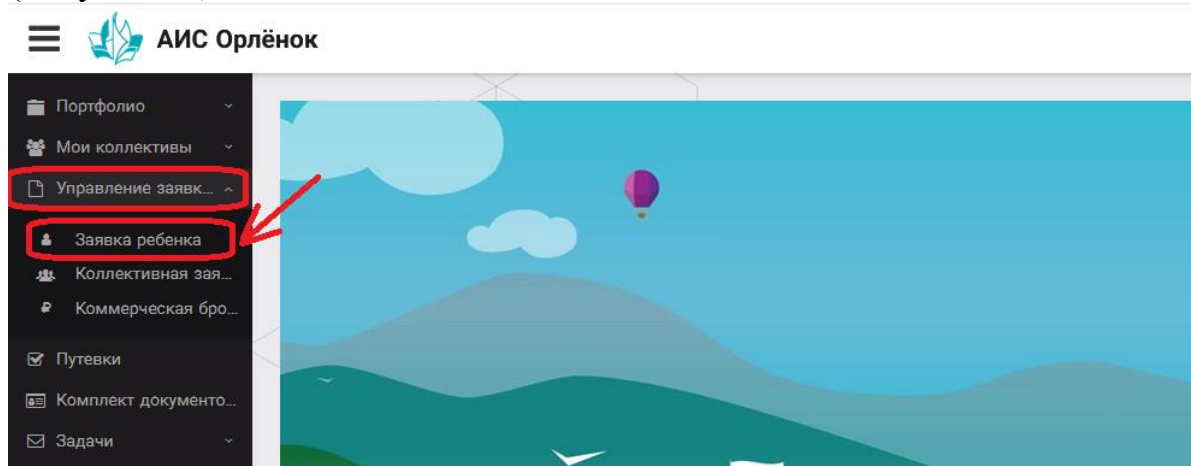 АИС Орлёнок
Портфолио
Мои коллективы
Управление заявк...
Заявка ребенка
Коллективная зая...
Коммерческая бро...
Путевки
Комплект документо...
Задачи